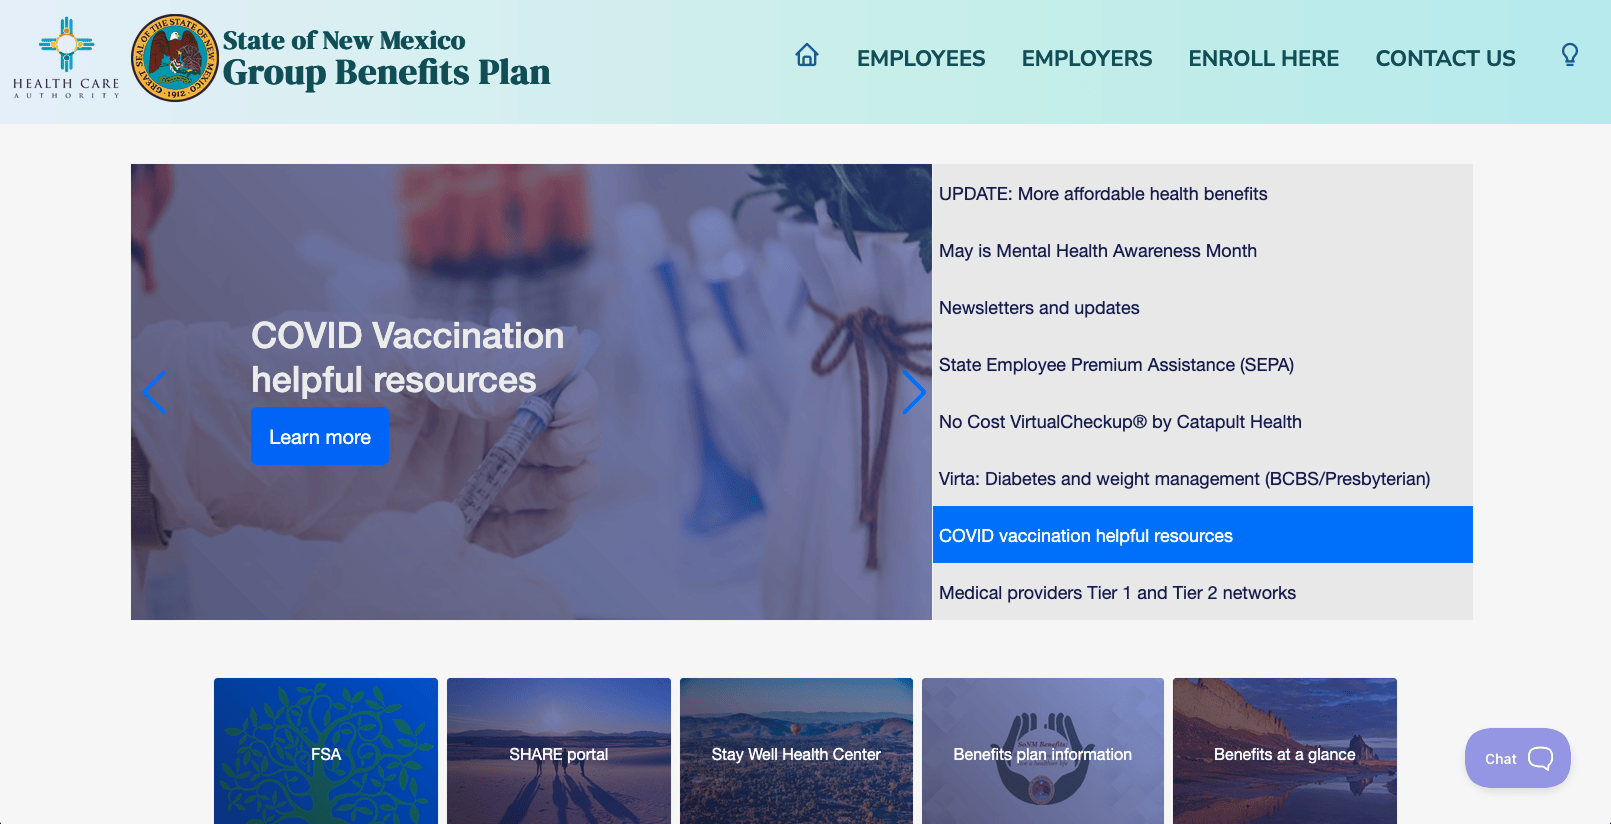 HEALTH CARE
AUTHORITY
GREAT SEAL OF THE STATE OF NEW MEXICO
1912
State of New Mexico
Group Benefits Plan
EMPLOYEES
EMPLOYERS
ENROLL HERE
CONTACT US
COVID Vaccination
helpful resources
Learn more
UPDATE: More affordable health benefits
May is Mental Health Awareness Month
Newsletters and updates
State Employee Premium Assistance (SEPA)
No Cost VirtualCheckup® by Catapult Health
Virta: Diabetes and weight management (BCBS/Presbyterian)
COVID vaccination helpful resources
Medical providers Tier 1 and Tier 2 networks
FSA
SHARE portal
Stay Well Health Center
SoNM Benefits
Benefits plan information
Benefits at a glance
Chat